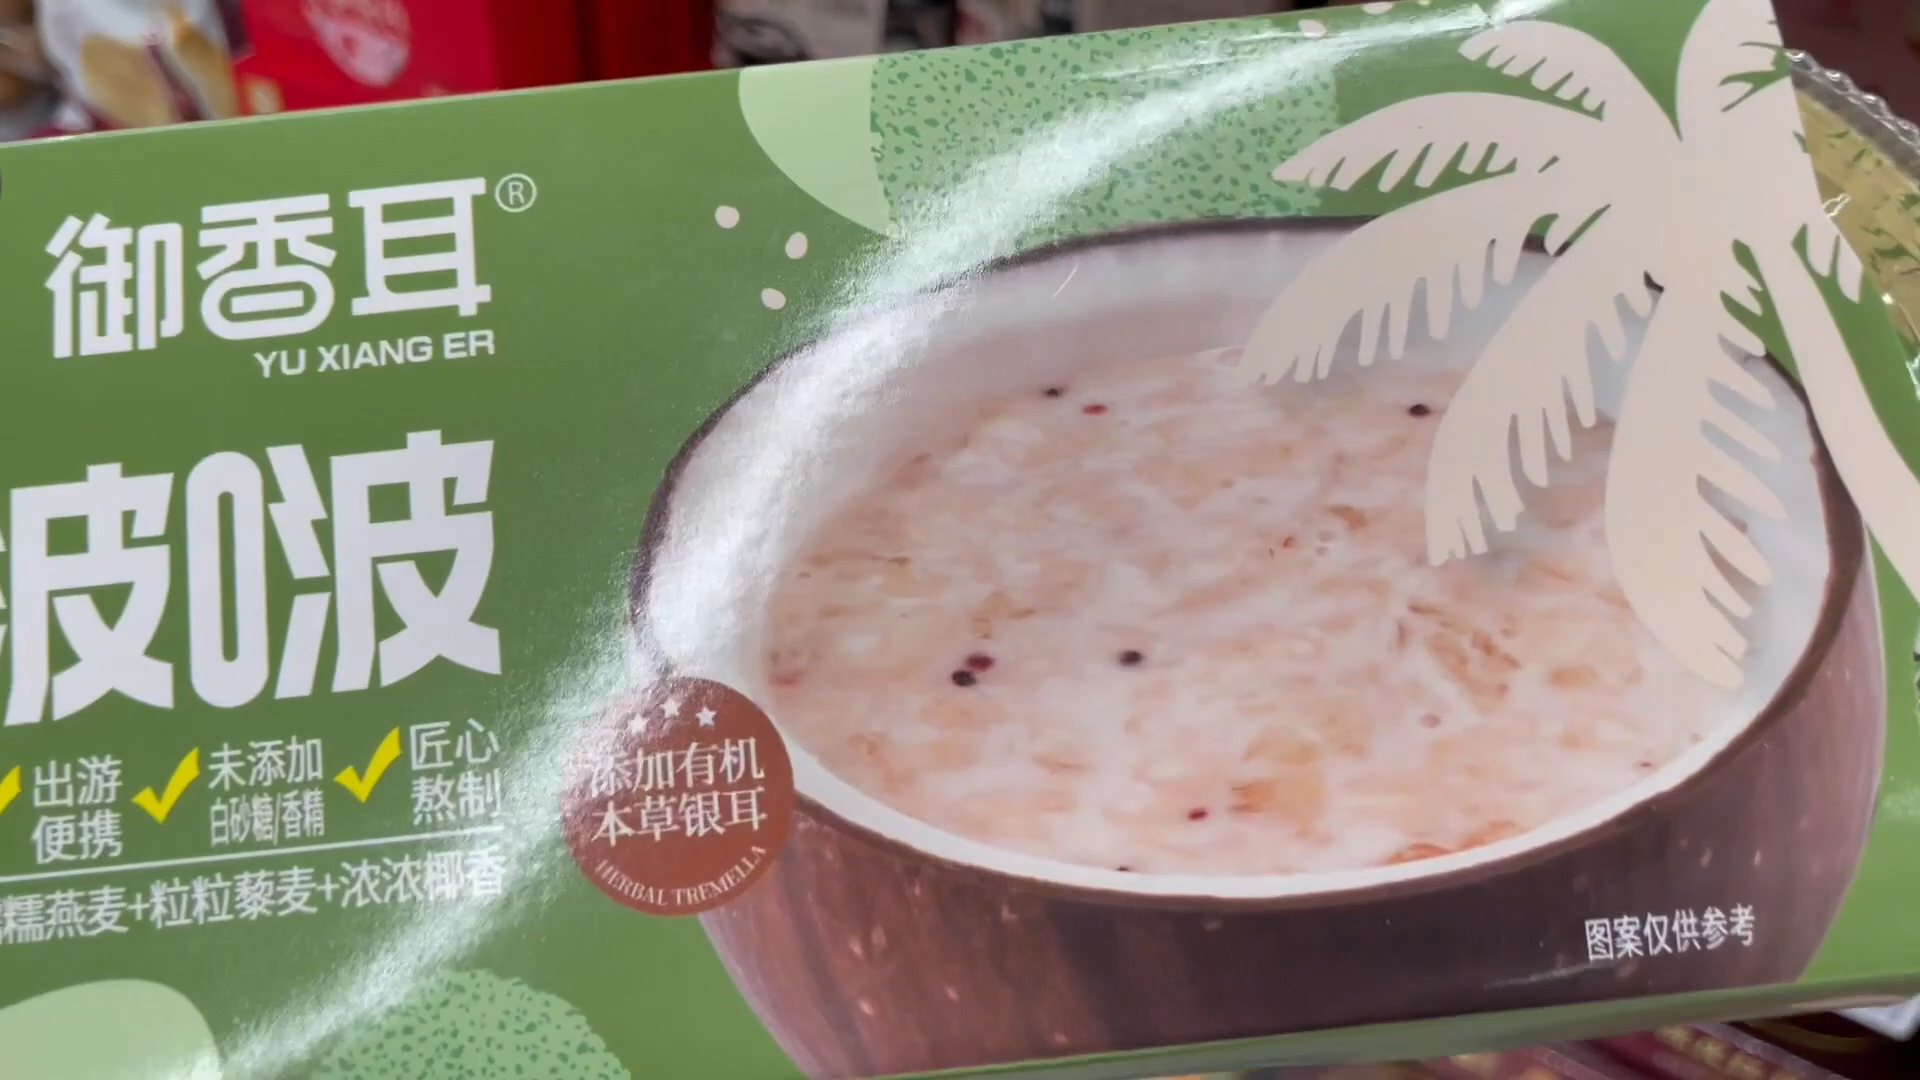 御香耳®
YU XIANG ER
波啵
出游
便携
未添加
白砂糖/香精
匠心
熬制
糯燕麦+粒粒藜麦+浓浓椰香
添加有机
本草银耳
HERBAL TREMELLA
图案仅供参考